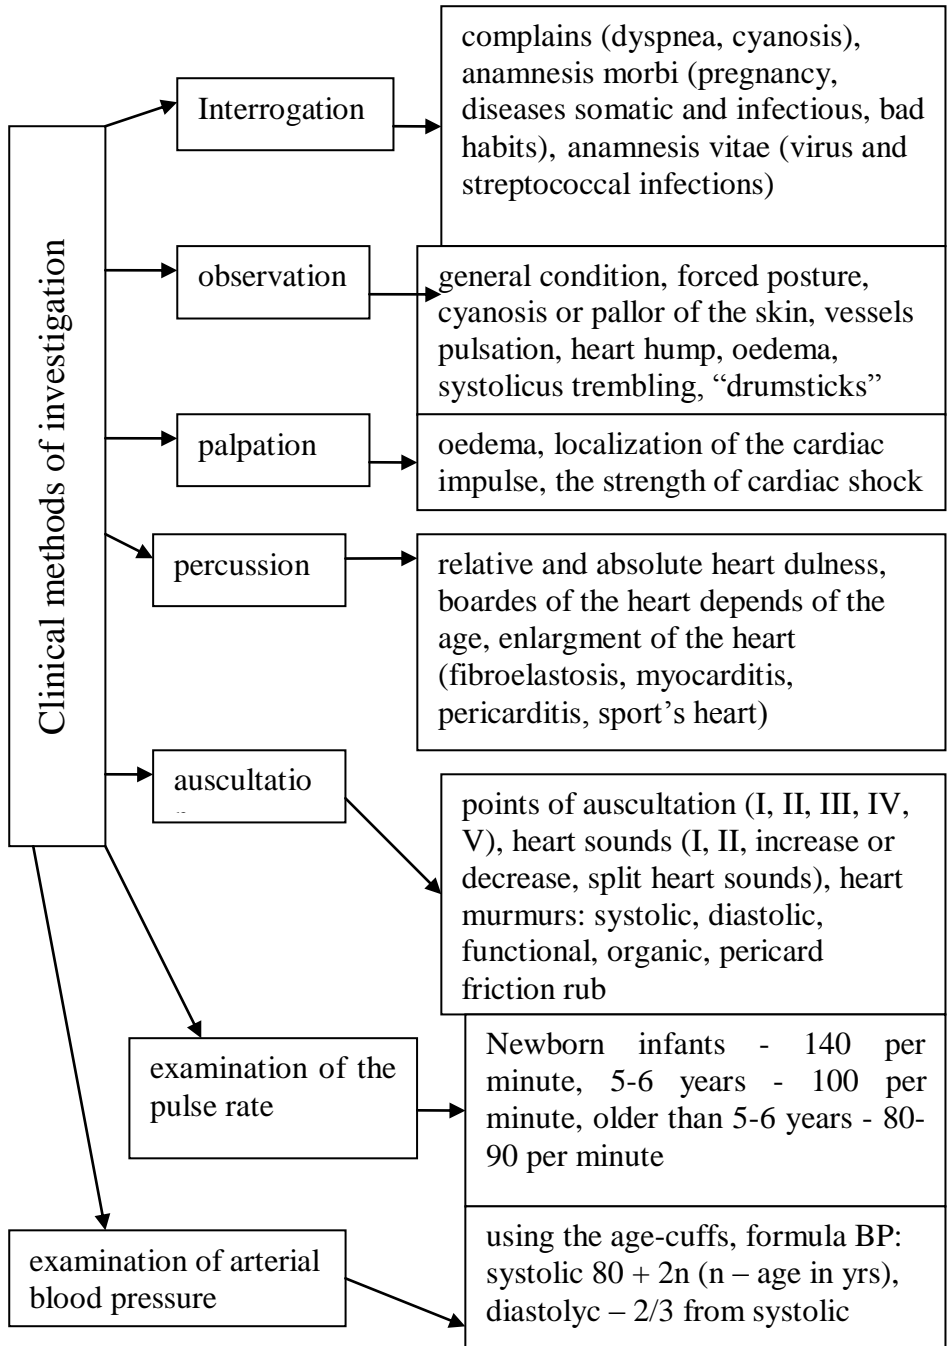 Clinical methods of investigation
Interrogation
complains (dyspnea, cyanosis),
anamnesis morbi (pregnancy,
diseases somatic and infectious, bad
habits), anamnesis vitae (virus and
streptococcal infections)
observation
general condition, forced posture,
cyanosis or pallor of the skin, vessels
pulsation, heart hump, oedema,
systolicus trembling, “drumsticks”
palpation
oedema, localization of the cardiac
impulse, the strength of cardiac shock
percussion
relative and absolute heart dulness,
boardes of the heart depends of the
age, enlargment of the heart
(fibroelastosis, myocarditis,
pericarditis, sport’s heart)
auscultatio
points of auscultation (I, II, III, IV,
V), heart sounds (I, II, increase or
decrease, split heart sounds), heart
murmurs: systolic, diastolic,
functional, organic, pericard
friction rub
examination of the
pulse rate
Newborn infants - 140 per
minute, 5-6 years - 100 per
minute, older than 5-6 years - 80-
90 per minute
examination of arterial
blood pressure
using the age-cuffs, formula BP:
systolic 80 + 2n (n – age in yrs),
diastolyc – 2/3 from systolic